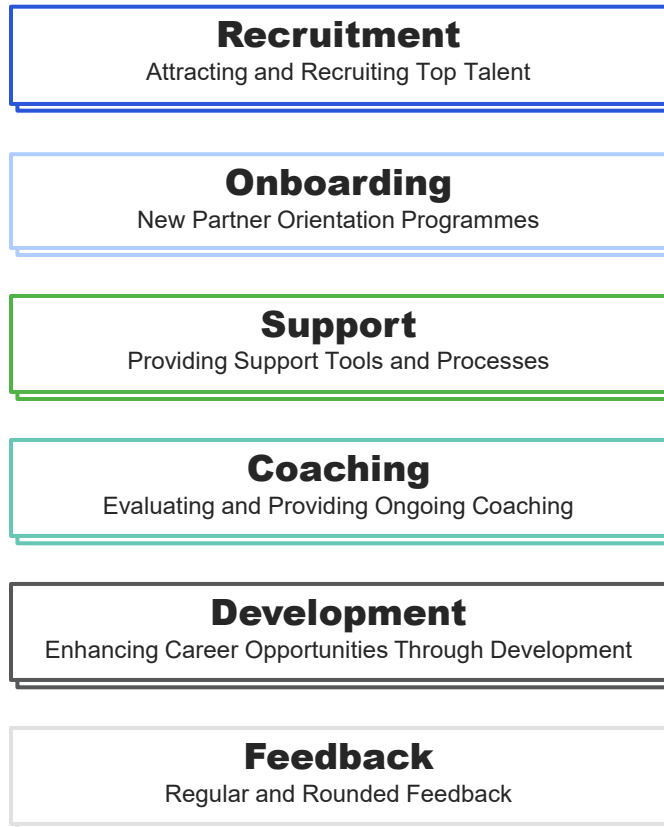 Recruitment
Attracting and Recruiting Top Talent
Onboarding
New Partner Orientation Programmes
Support
Providing Support Tools and Processes
Coaching
Evaluating and Providing Ongoing Coaching
Development
Enhancing Career Opportunities Through Development
Feedback
Regular and Rounded Feedback